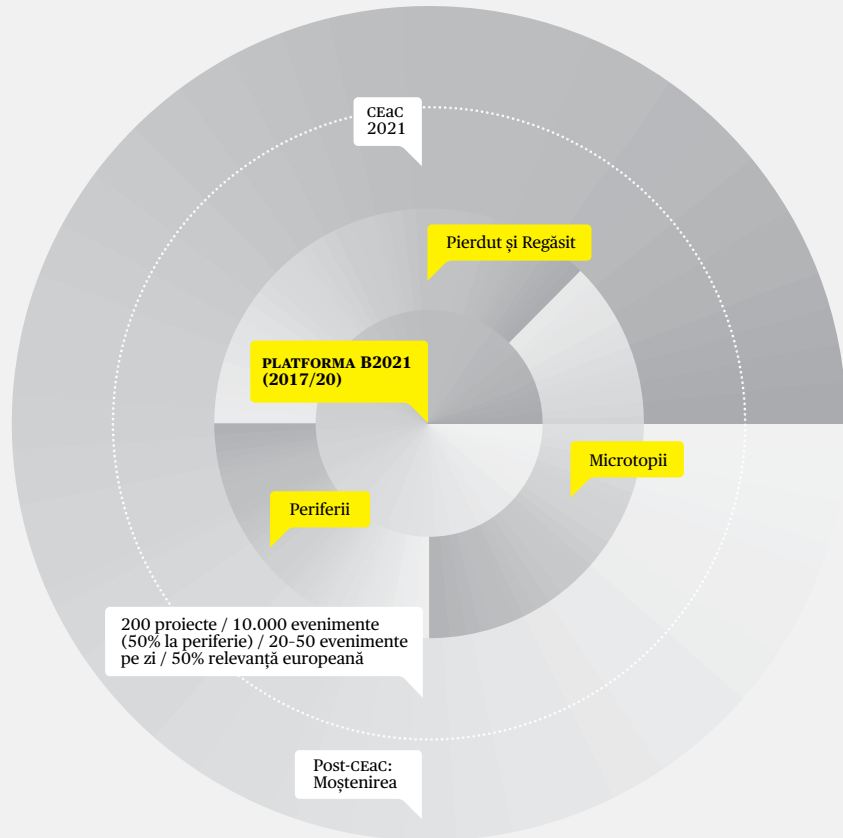 CEaC
2021
Pierdut și Regăsit
PLATFORMA B2021
(2017/20)
Microtopii
Periferii
200 proiecte / 10.000 evenimente
(50% la periferie) / 20-50 evenimente
pe zi / 50% relevanță europeană
Post-CEaC:
Moștenirea